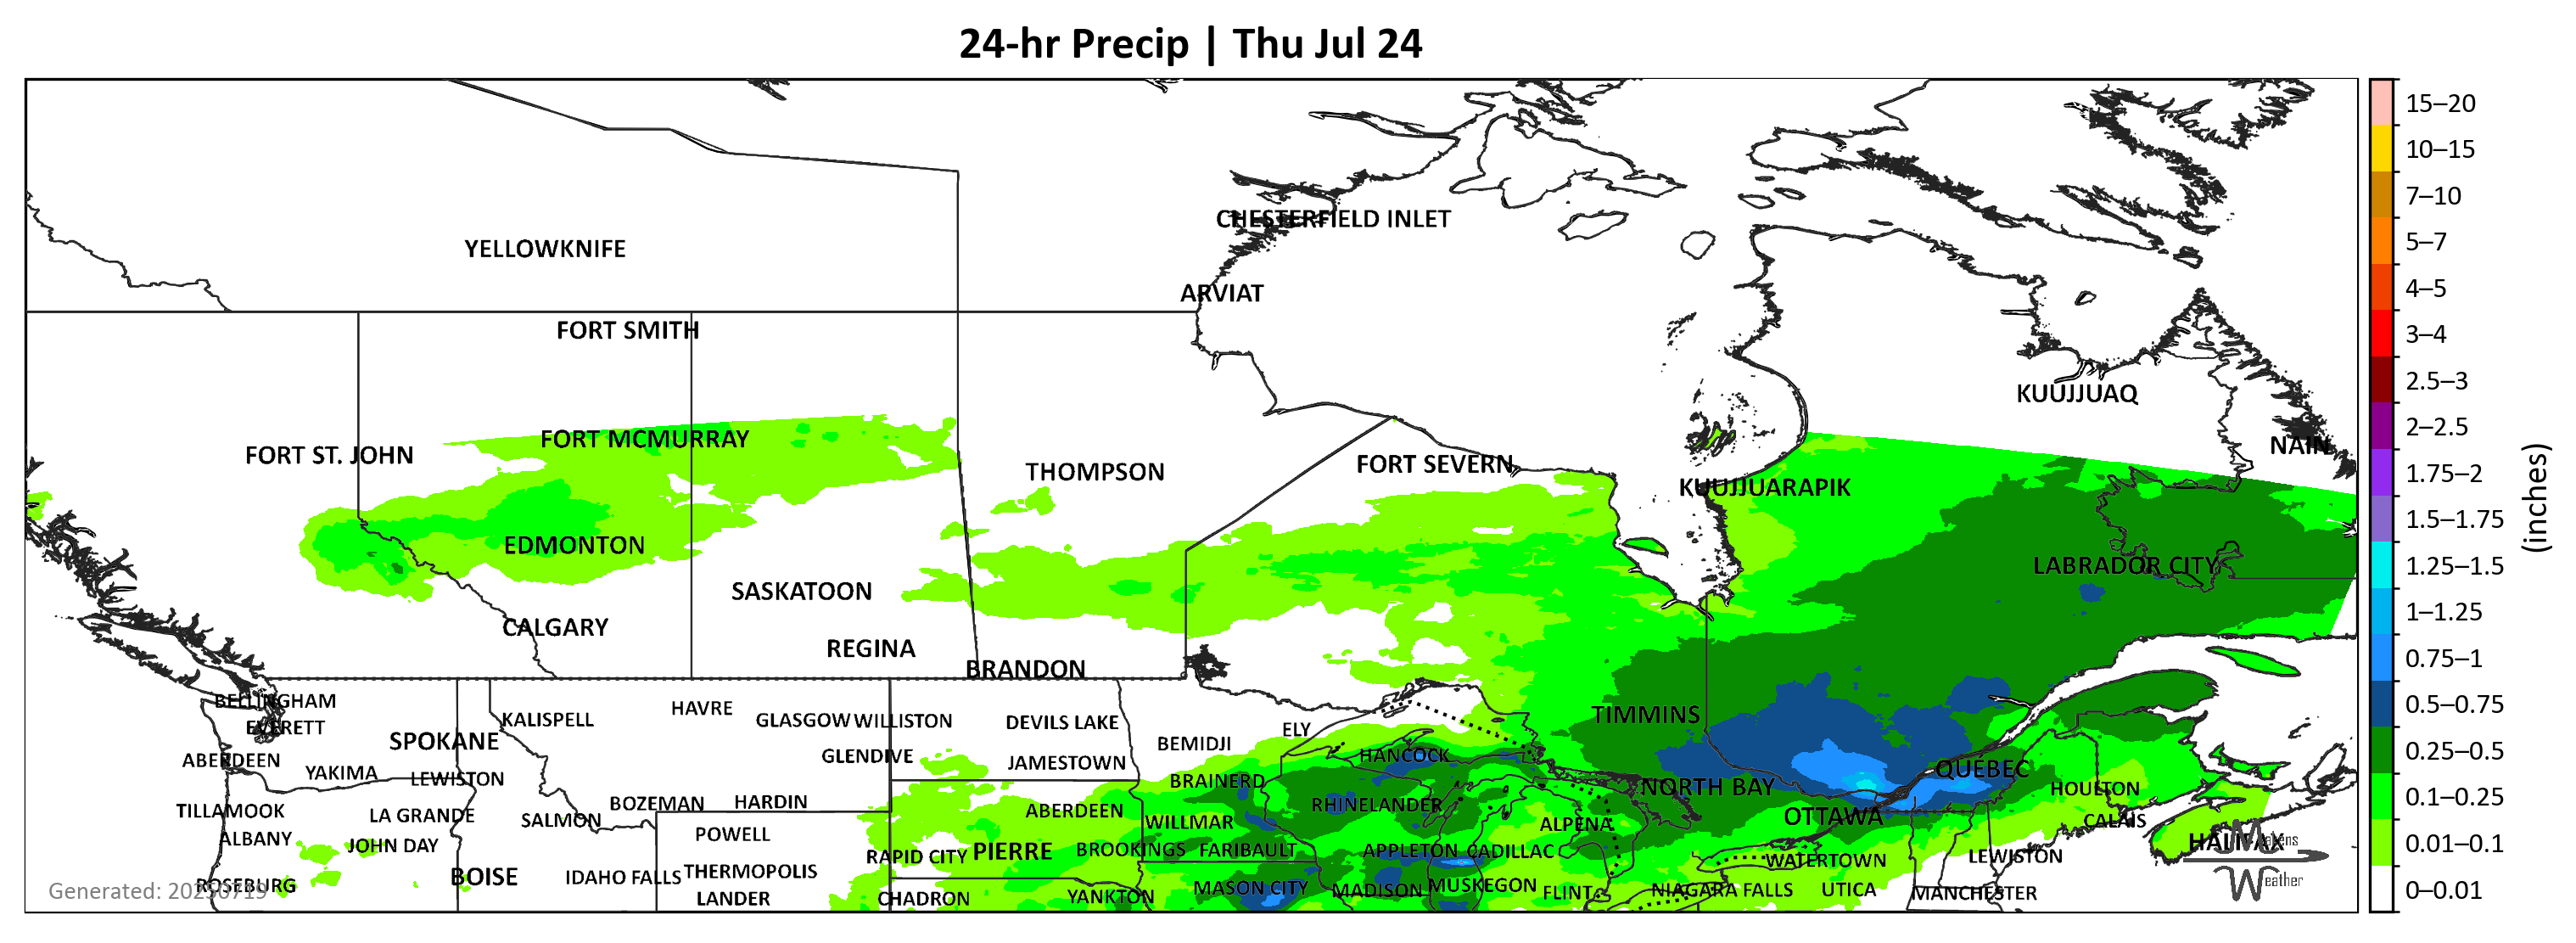 24-hr Precip | Thu Jul 24
15–20
10–15
7–10
5–7
4–5
3–4
2.5–3
2–2.5
1.75–2
1.5–1.75
1.25–1.5
1–1.25
0.75–1
0.5–0.75
0.25–0.5
0.1–0.25
0.01–0.1
0–0.01
(inches)
CHESTERFIELD INLET
YELLOWKNIFE
ARVIAT
FORT SMITH
KUUJJUAQ
FORT MCMURRAY
NAIN
FORT ST. JOHN
FORT SEVERN
THOMPSON
KUUJJUARAPIK
EDMONTON
LABRADOR CITY
SASKATOON
CALGARY
REGINA
BRANDON
BELLINGHAM
KALISPELL
HAVRE
GLASGOW
WILLISTON
DEVILS LAKE
TIMMINS
EVERETT
ELY
SPOKANE
BEMIDJI
GLENDIVE
HANCOCK
ABERDEEN
JAMESTOWN
QUÉBEC
YAKIMA
LEWISTON
BRAINERD
NORTH BAY
HOULTON
BOZEMAN
HARDIN
RHINELANDER
TILLAMOOK
LA GRANDE
SALMON
ABERDEEN
WILLMAR
ALPENA
OTTAWA
CALAIS
ALBANY
JOHN DAY
POWELL
HALIFAX
RAPID CITY
PIERRE
BROOKINGS
FARIBAULT
APPLETON
CADILLAC
WATERTOWN
LEWISTON
BOISE
IDAHO FALLS
THERMOPOLIS
ROSEBURG
MASON CITY
MADISON
MUSKEGON
FLINT
NIAGARA FALLS
UTICA
MANCHESTER
LANDER
CHADRON
YANKTON
Generated: 20250719
Weather